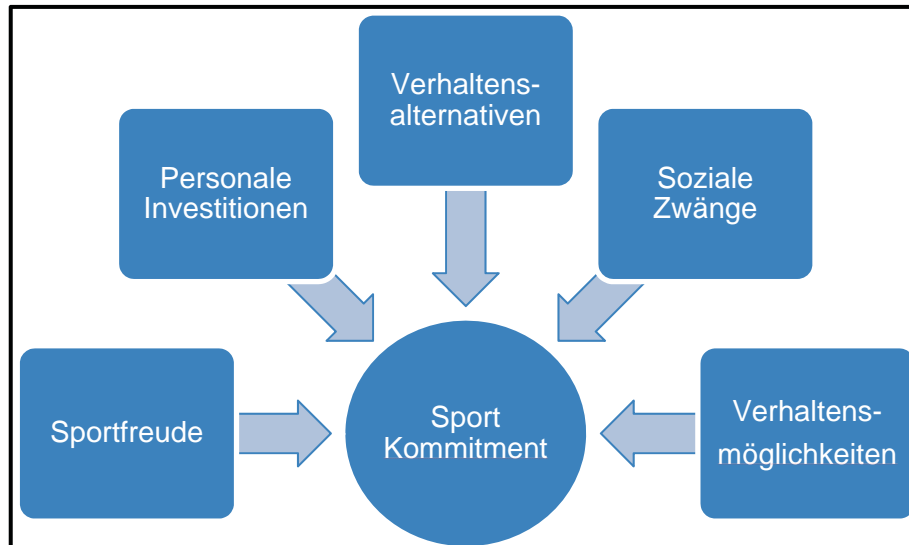 Verhaltens-
alternativen
Personale
Investitionen
Soziale
Zwänge
Sportfreude
Sport
Kommitment
Verhaltens-
möglichkeiten